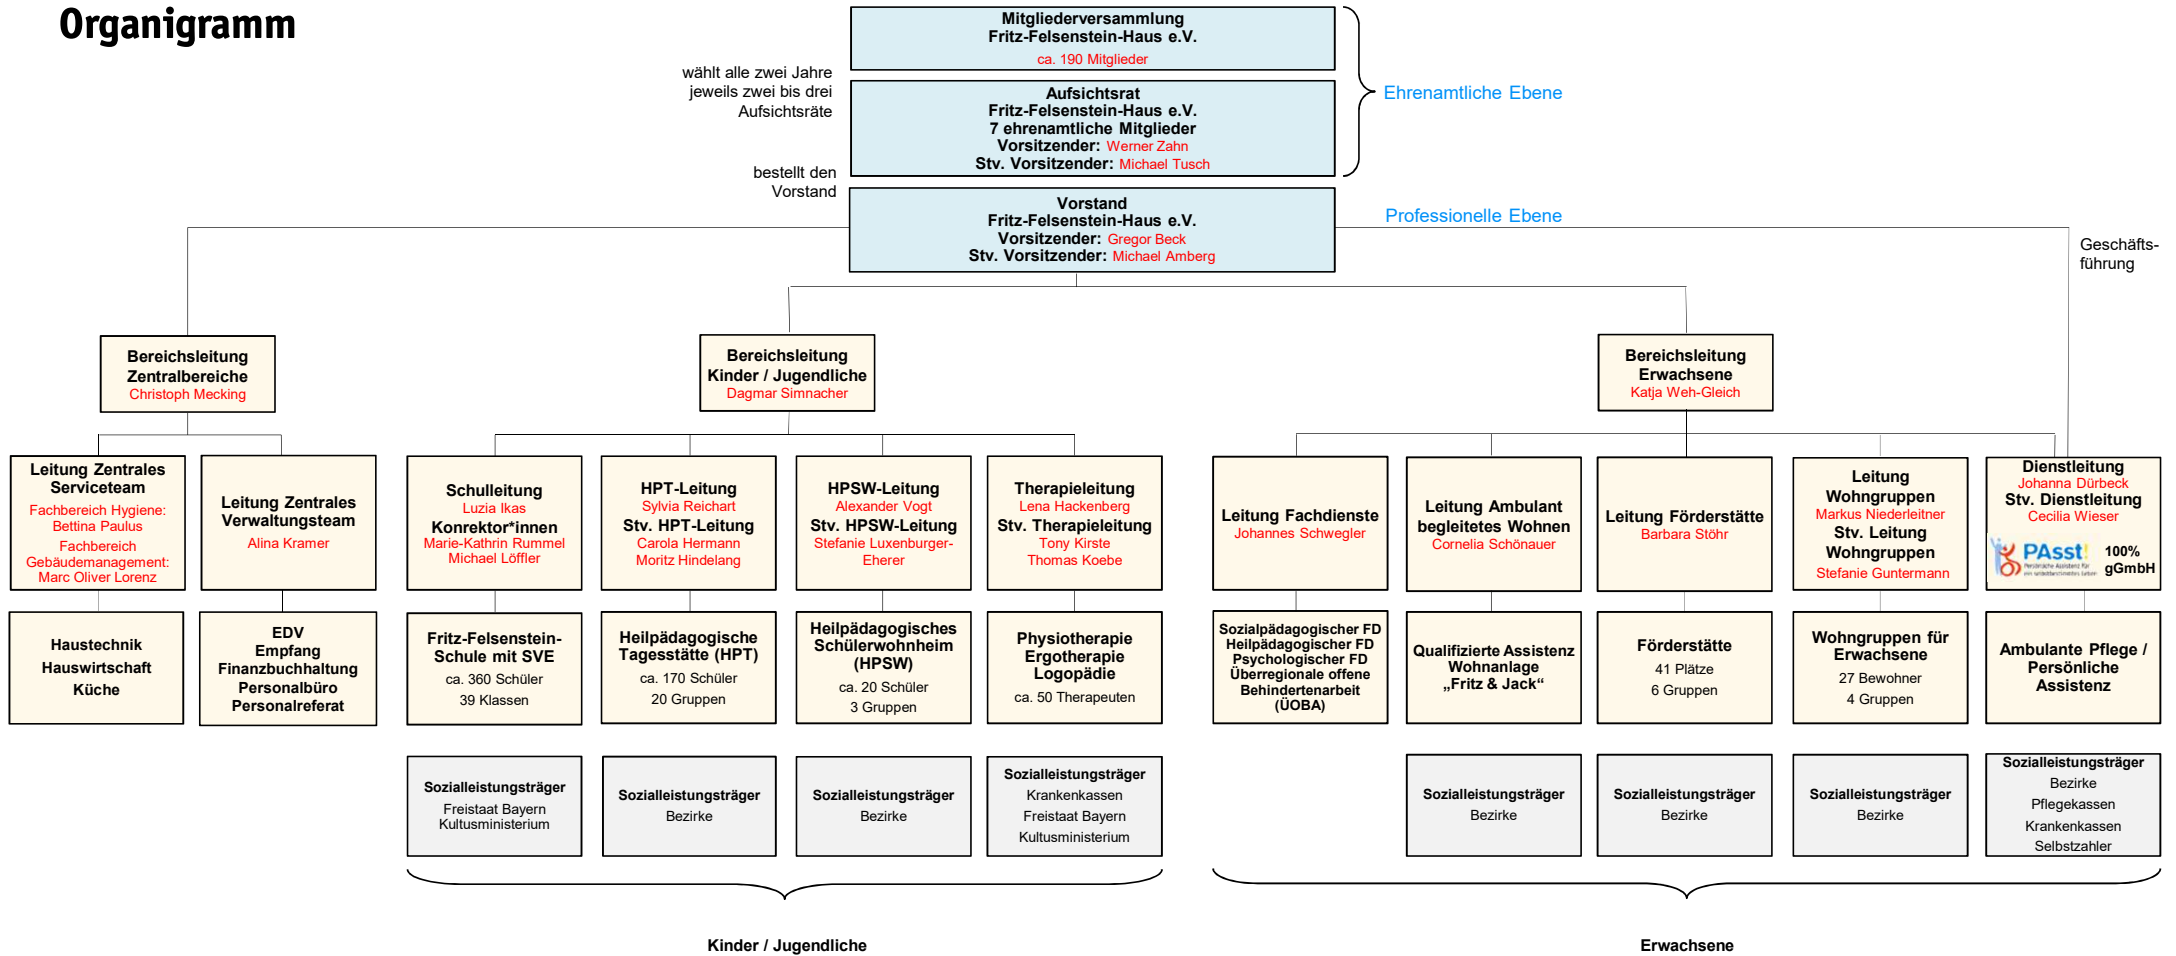 Organigramm
Mitgliederversammlung
Fritz-Felsenstein-Haus e.V.
ca. 190 Mitglieder
wählt alle zwei Jahre
jeweils zwei bis drei
Aufsichtsräte
Aufsichtsrat
Fritz-Felsenstein-Haus e.V.
7 ehrenamtliche Mitglieder
Vorsitzender: Werner Zahn
Stv. Vorsitzender: Michael Tusch
Ehrenamtliche Ebene
bestellt den
Vorstand
Vorstand
Fritz-Felsenstein-Haus e.V.
Vorsitzender: Gregor Beck
Stv. Vorsitzender: Michael Amberg
Professionelle Ebene
Geschäfts-
führung
Bereichsleitung
Zentralbereiche
Christoph Mecking
Bereichsleitung
Kinder / Jugendliche
Dagmar Simnacher
Bereichsleitung
Erwachsene
Katja Weh-Gleich
Leitung Zentrales
Serviceteam
Fachbereich Hygiene:
Bettina Paulus
Fachbereich
Gebäudemanagement:
Marc Oliver Lorenz
Leitung Zentrales
Verwaltungsteam
Alina Kramer
Schulleitung
Luzia Ikas
Konrektor*innen
Marie-Kathrin Rummel
Michael Löffler
HPT-Leitung
Sylvia Reichart
Stv. HPT-Leitung
Carola Hermann
Moritz Hindelang
HPSW-Leitung
Alexander Vogt
Stv. HPSW-Leitung
Stefanie Luxenburger-
Eherer
Therapieleitung
Lena Hackenberg
Stv. Therapieleitung
Tony Kirste
Thomas Koebe
Leitung Fachdienste
Johannes Schwegler
Leitung Ambulant
begleitetes Wohnen
Cornelia Schönauer
Leitung Förderstätte
Barbara Stöhr
Leitung
Wohngruppen
Markus Niederleitner
Stv. Leitung
Wohngruppen
Stefanie Guntermann
Dienstleitung
Johanna Dürbeck
Stv. Dienstleitung
Cecilia Wieser
PAsst!
Persönliche Assistenz für
ein selbstbestimmtes Leben
100%
gGmbH
Haustechnik
Hauswirtschaft
Küche
EDV
Empfang
Finanzbuchhaltung
Personalbüro
Personalreferat
Fritz-Felsenstein-
Schule mit SVE
ca. 360 Schüler
39 Klassen
Heilpädagogische
Tagesstätte (HPT)
ca. 170 Schüler
20 Gruppen
Heilpädagogisches
Schülerwohnheim
(HPSW)
ca. 20 Schüler
3 Gruppen
Physiotherapie
Ergotherapie
Logopädie
ca. 50 Therapeuten
Sozialpädagogischer FD
Heilpädagogischer FD
Psychologischer FD
Überregionale offene
Behindertenarbeit
(ÜOBA)
Qualifizierte Assistenz
Wohnanlage
„Fritz & Jack“
Förderstätte
41 Plätze
6 Gruppen
Wohngruppen für
Erwachsene
27 Bewohner
4 Gruppen
Ambulante Pflege /
Persönliche
Assistenz
Sozialleistungsträger
Freistaat Bayern
Kultusministerium
Sozialleistungsträger
Bezirke
Sozialleistungsträger
Bezirke
Sozialleistungsträger
Krankenkassen
Freistaat Bayern
Kultusministerium
Sozialleistungsträger
Bezirke
Sozialleistungsträger
Bezirke
Sozialleistungsträger
Bezirke
Sozialleistungsträger
Bezirke
Pflegekassen
Krankenkassen
Selbstzahler
Kinder / Jugendliche
Erwachsene